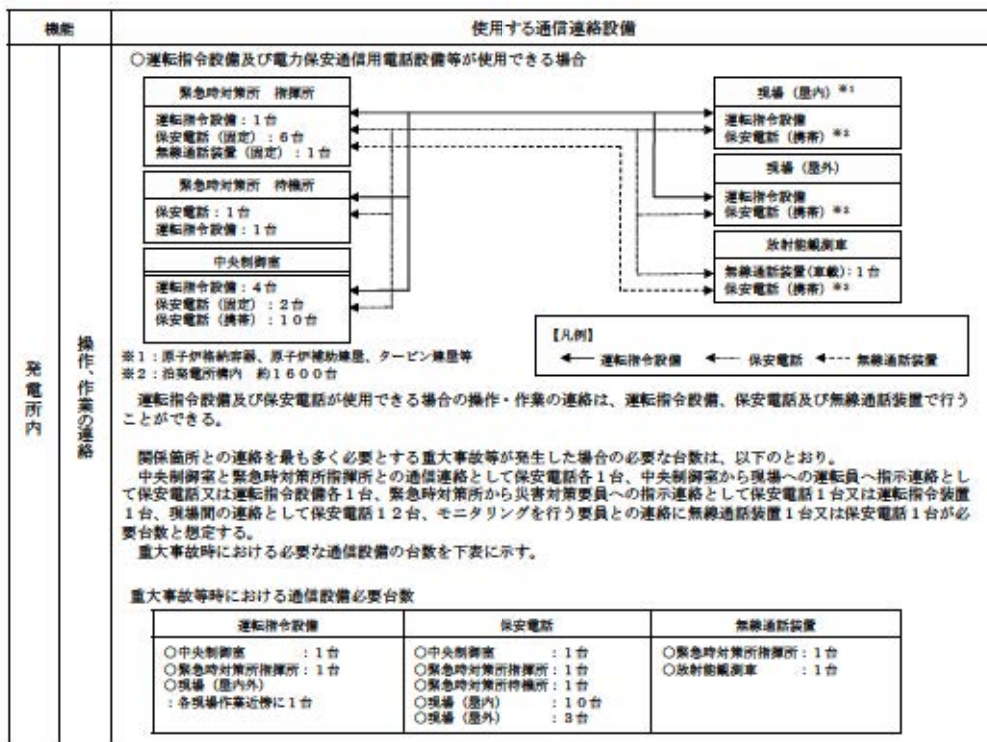 機能
使用する通信連絡設備
発電所内
操作、作業の連絡
○運転指令設備及び電力保安通信用電話設備等が使用できる場合
緊急時対策所 指揮所
運転指令設備:1台
保安電話(固定):6台
無線通話装置(固定):1台
緊急時対策所 待機所
保安電話:1台
運転指令設備:1台
中央制御室
運転指令設備:4台
保安電話(固定):2台
保安電話(携帯):10台
現場(屋内)※1
運転指令設備
保安電話(携帯)※2
現場(屋外)
運転指令設備
保安電話(携帯)※2
放射能観測車
無線通話装置(車載):1台
保安電話(携帯)※2
【凡例】
運転指令設備 保安電話 無線通話装置
※1:原子炉格納容器、原子炉補助建屋、タービン建屋等
※2:泊発電所構内 約1600台
運転指令設備及び保安電話が使用できる場合の操作・作業の連絡は、運転指令設備、保安電話及び無線通話装置で行う
ことができる。
関係箇所との連絡を最も多く必要とする重大事故等が発生した場合の必要な台数は、以下のとおり。
中央制御室と緊急時対策所指揮所との通信連絡として保安電話各1台、中央制御室から現場への運転員へ指示連絡とし
て保安電話又は運転指令設備各1台、緊急時対策所から災害対策要員への指示連絡として保安電話1台又は運転指令装置
1台、現場間の連絡として保安電話12台、モニタリングを行う要員との連絡に無線通話装置1台又は保安電話1台が必
要台数と想定する。
重大事故時における必要な通信設備の台数を下表に示す。
重大事故等時における通信設備必要台数
運転指令設備
○中央制御室 :1台
○緊急時対策所指揮所:1台
○現場(屋内外)
:各現場作業近傍に1台
保安電話
○中央制御室 :1台
○緊急時対策所指揮所:1台
○緊急時対策所待機所:1台
○現場(屋内) :10台
○現場(屋外) :3台
無線通話装置
○緊急時対策所指揮所:1台
○放射能観測車 :1台